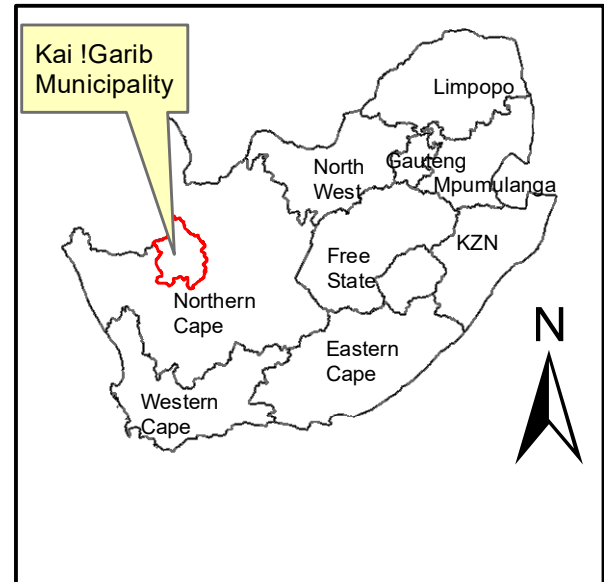 Kai !Garib
Municipality
Limpopo
Gauteng
North
West
Mpumulanga
KZN
Free
State
Northern
Cape
N
Eastern
Cape
Western
Cape